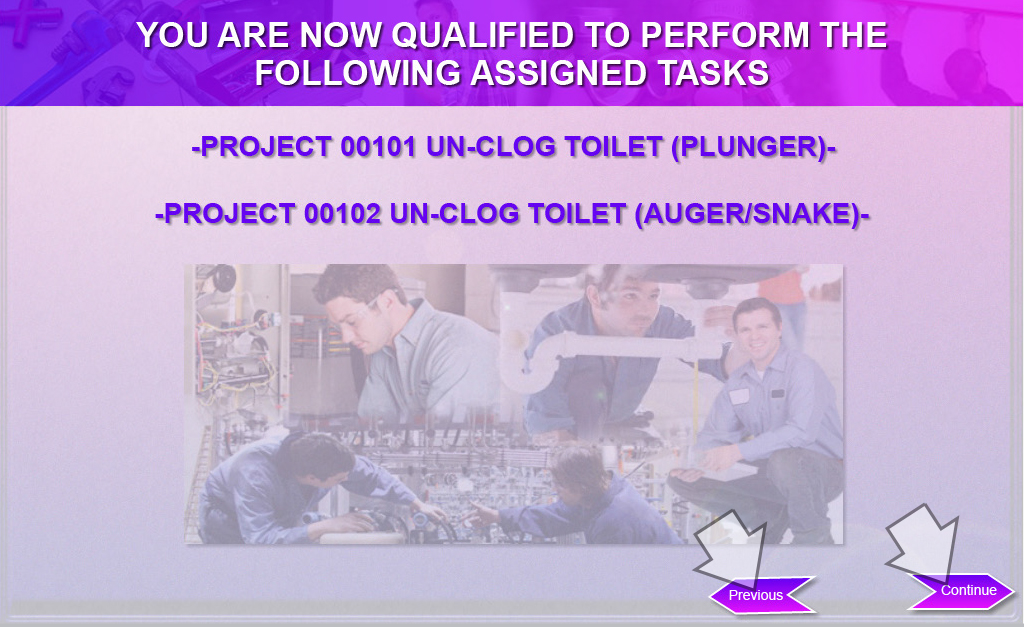 YOU ARE NOW QUALIFIED TO PERFORM THE
FOLLOWING ASSIGNED TASKS
-PROJECT 00101 UN-CLOG TOILET (PLUNGER)-
-PROJECT 00102 UN-CLOG TOILET (AUGER/SNAKE)-
Previous
Continue